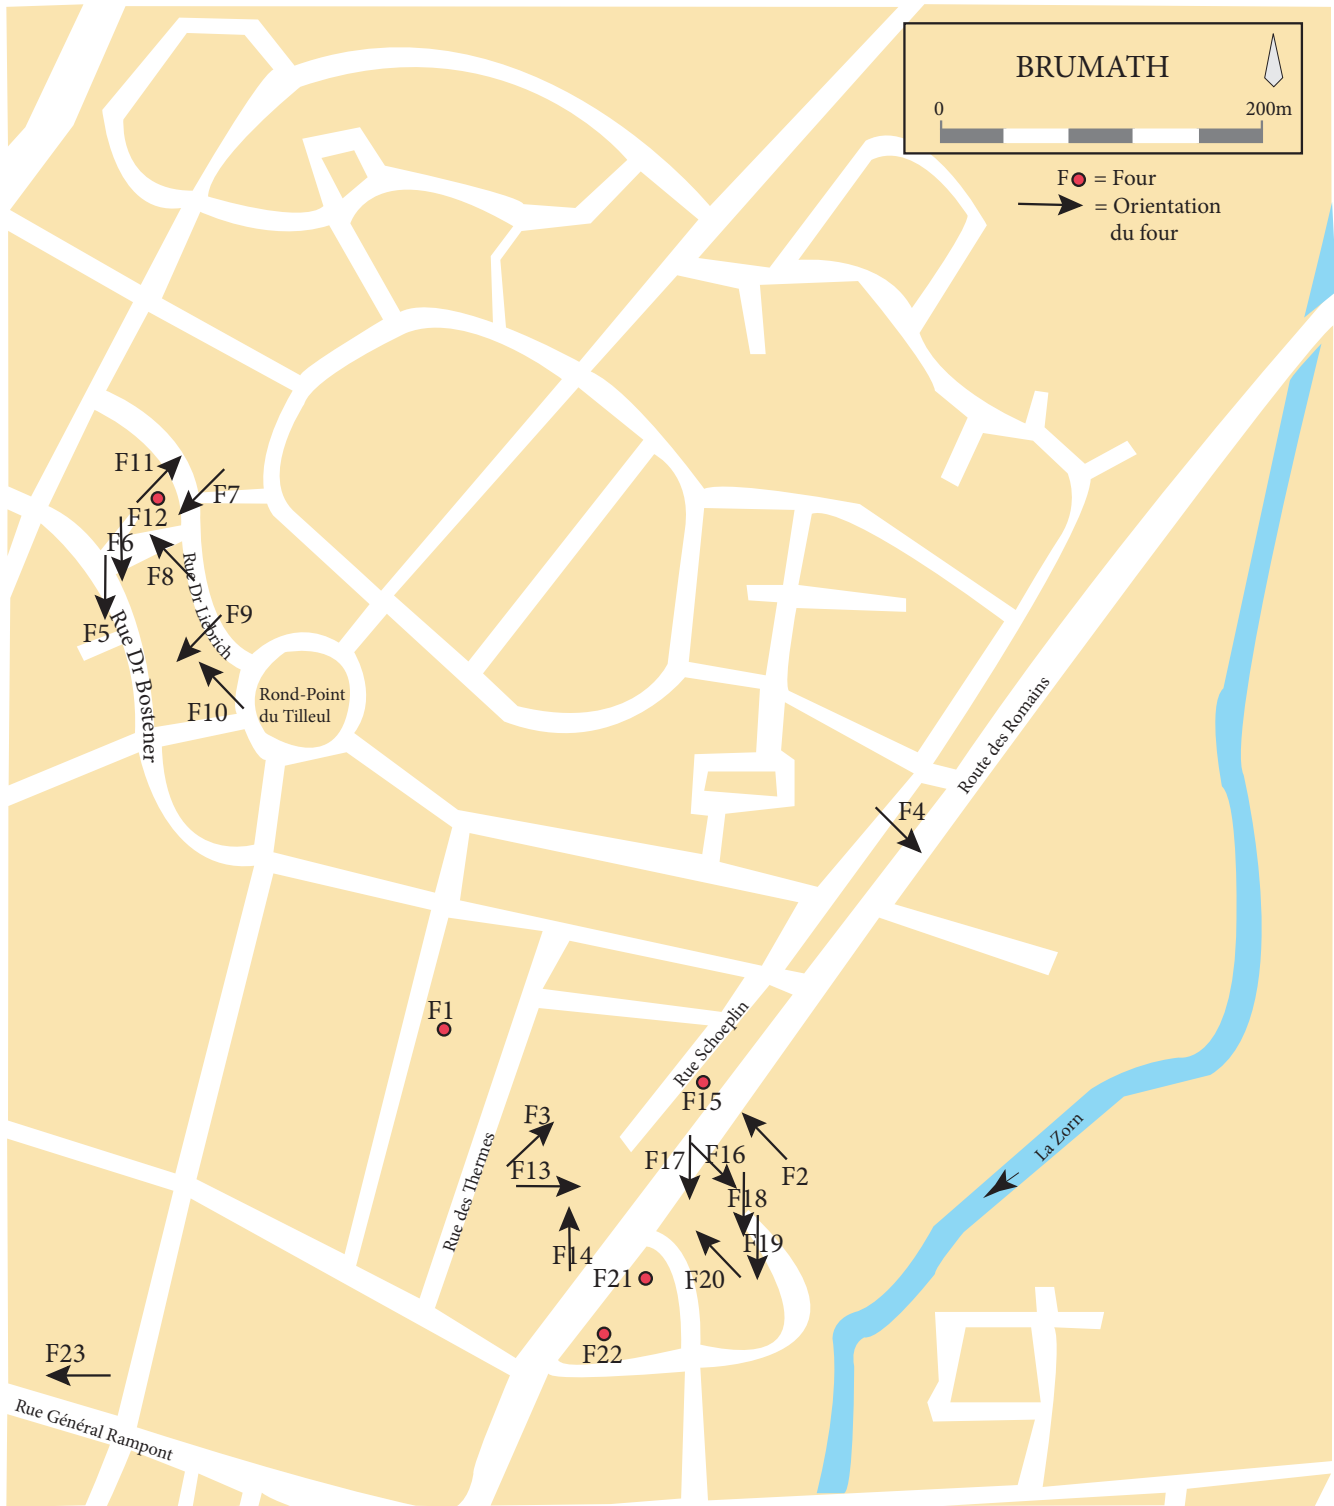 BRUMATH
0 200m
F = Four
= Orientation
du four
F11
F7
F12
F6
F8
Rue Dr Liebrich
F9
F5
Rue Dr Bostener
Rond-Point
du Tilleul
F10
Route des Romains
F4
F1
Rue Schoeplin
F15
F3
F13
Rue des Thermes
F17
F16
F2
F18
La Zorn
F14
F19
F21
F20
F22
F23
Rue Général Rampont